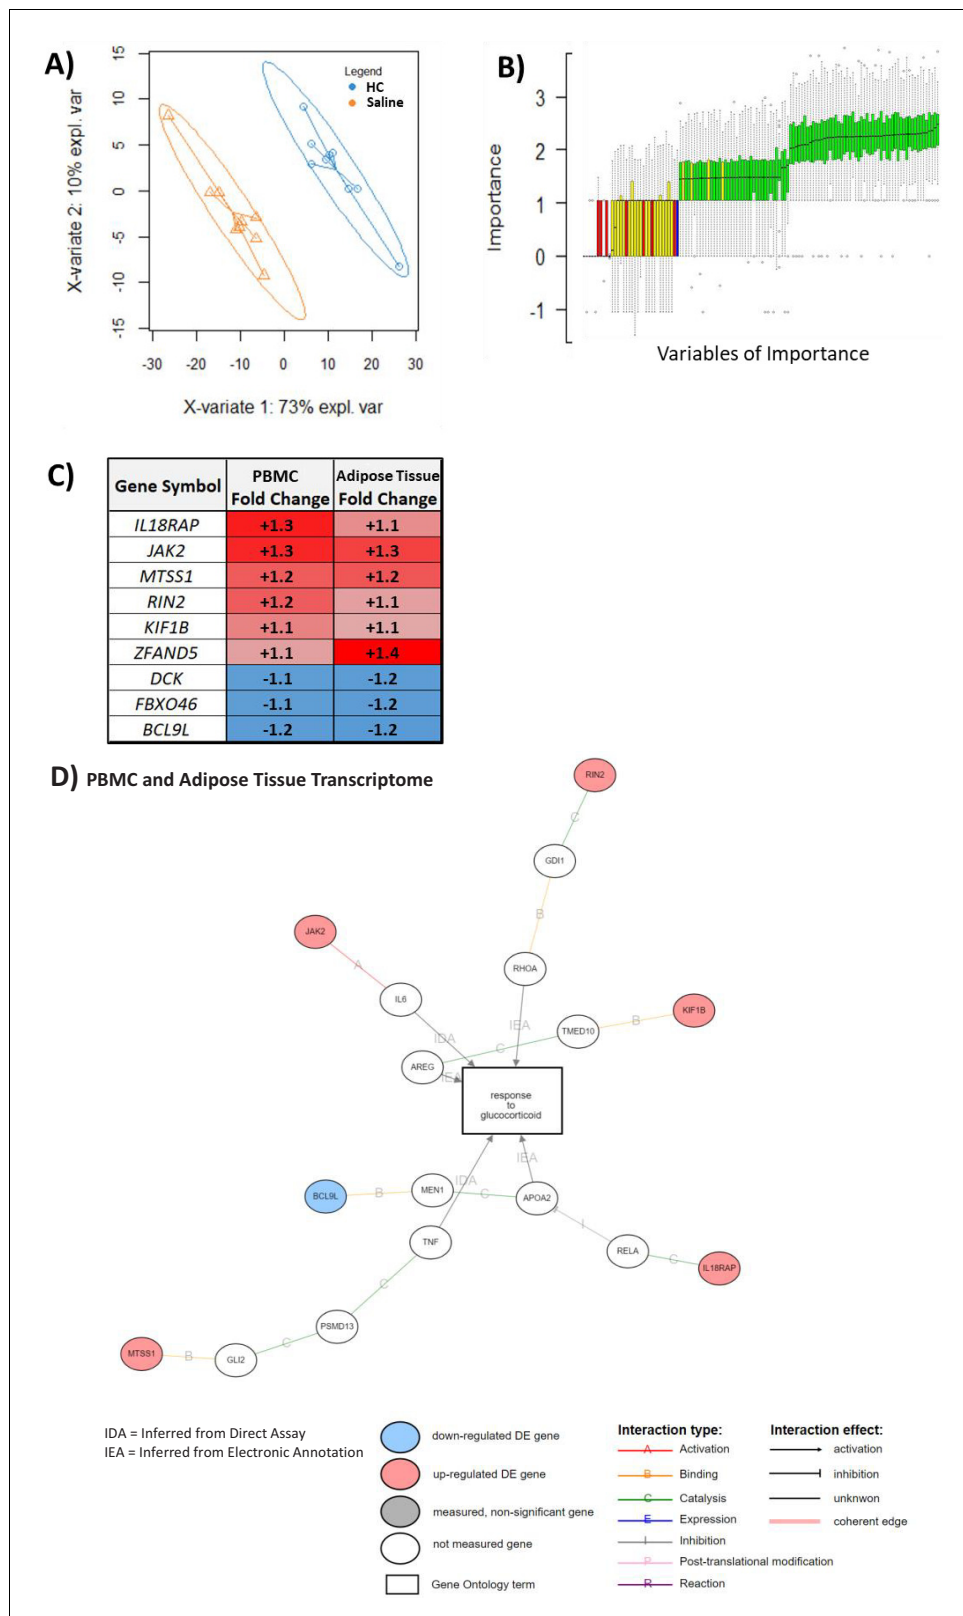 A)
15
10
5
0
-5
-10
-15
X-variate 2: 10% expl. var
Legend
HC
Saline
-30 -20 -10 0 10 20 30
X-variate 1: 73% expl. var
B)
3
2
1
0
-1
Importance
Variables of Importance
C)
Gene Symbol PBMC Fold Change Adipose Tissue Fold Change
IL18RAP +1.3 +1.1
JAK2 +1.3 +1.3
MTSS1 +1.2 +1.2
RIN2 +1.2 +1.1
KIF1B +1.1 +1.1
ZFAND5 +1.1 +1.4
DCK -1.1 -1.2
FBXO46 -1.1 -1.2
BCL9L -1.2 -1.2
D) PBMC and Adipose Tissue Transcriptome
RIN2
C
GDI1
B
JAK2
A
RHOA
IL6
KIF1B
B
TMED10
IEA
IDA
C
AREG
IEA
response
to
glucocorticoid
IEA
IDA
BCL9L
B
MEN1
C
APOA2
I
TNF
RELA
C
IL18RAP
C
PSMD13
C
MTSS1
B
GLI2
IDA = Inferred from Direct Assay
IEA = Inferred from Electronic Annotation
down-regulated DE gene
up-regulated DE gene
measured, non-significant gene
not measured gene
Gene Ontology term
Interaction type:
A Activation
B Binding
C Catalysis
E Expression
I Inhibition
P Post-translational modification
R Reaction
Interaction effect:
activation
inhibition
unknwon
coherent edge